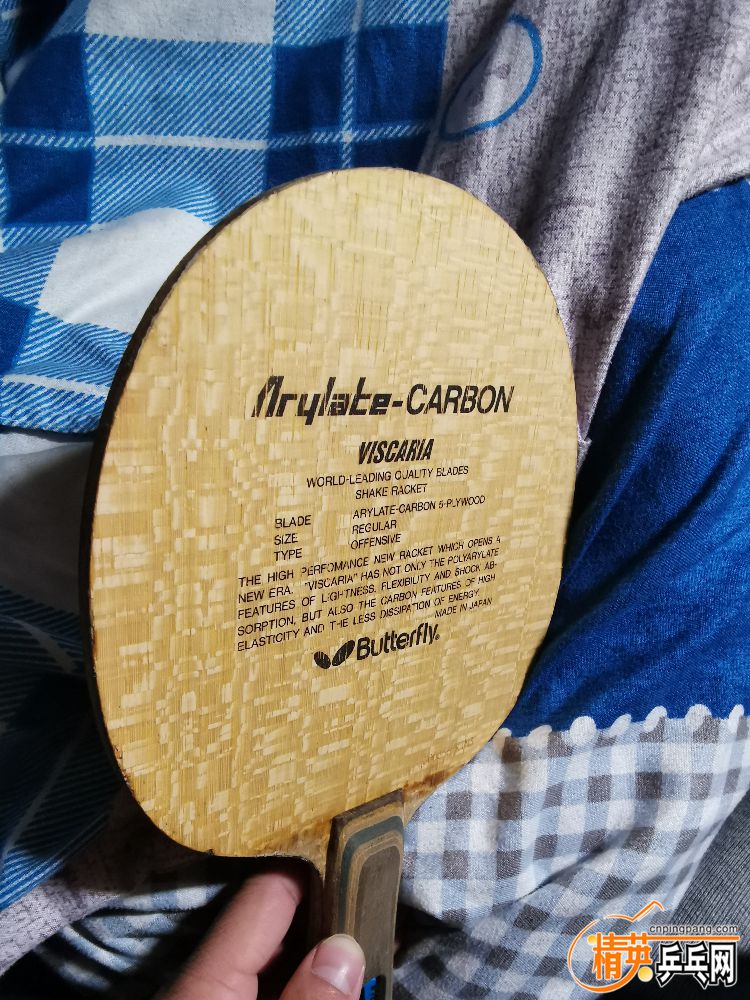 Arylate-CARBON
VISCARIA
WORLD-LEADING QUALITY BLADES
SHAKE RACKET
BLADE ARYLATE-CARBON 5-PLYWOOD
SIZE REGULAR
TYPE OFFENSIVE
THE HIGH PERFOMANCE NEW RACKET WHICH OPENS A
NEW ERA. "VISCARIA" HAS NOT ONLY THE POLYARYLATE
FEATURES OF LIGHTNESS, FLEXIBILITY AND SHOCK AB-
SORPTION, BUT ALSO THE CARBON FEATURES OF HIGH
ELASTICITY AND THE LESS DISSIPATION OF ENERGY.
MADE IN JAPAN
Butterfly®
cnpingpang.com
精英乒乓网